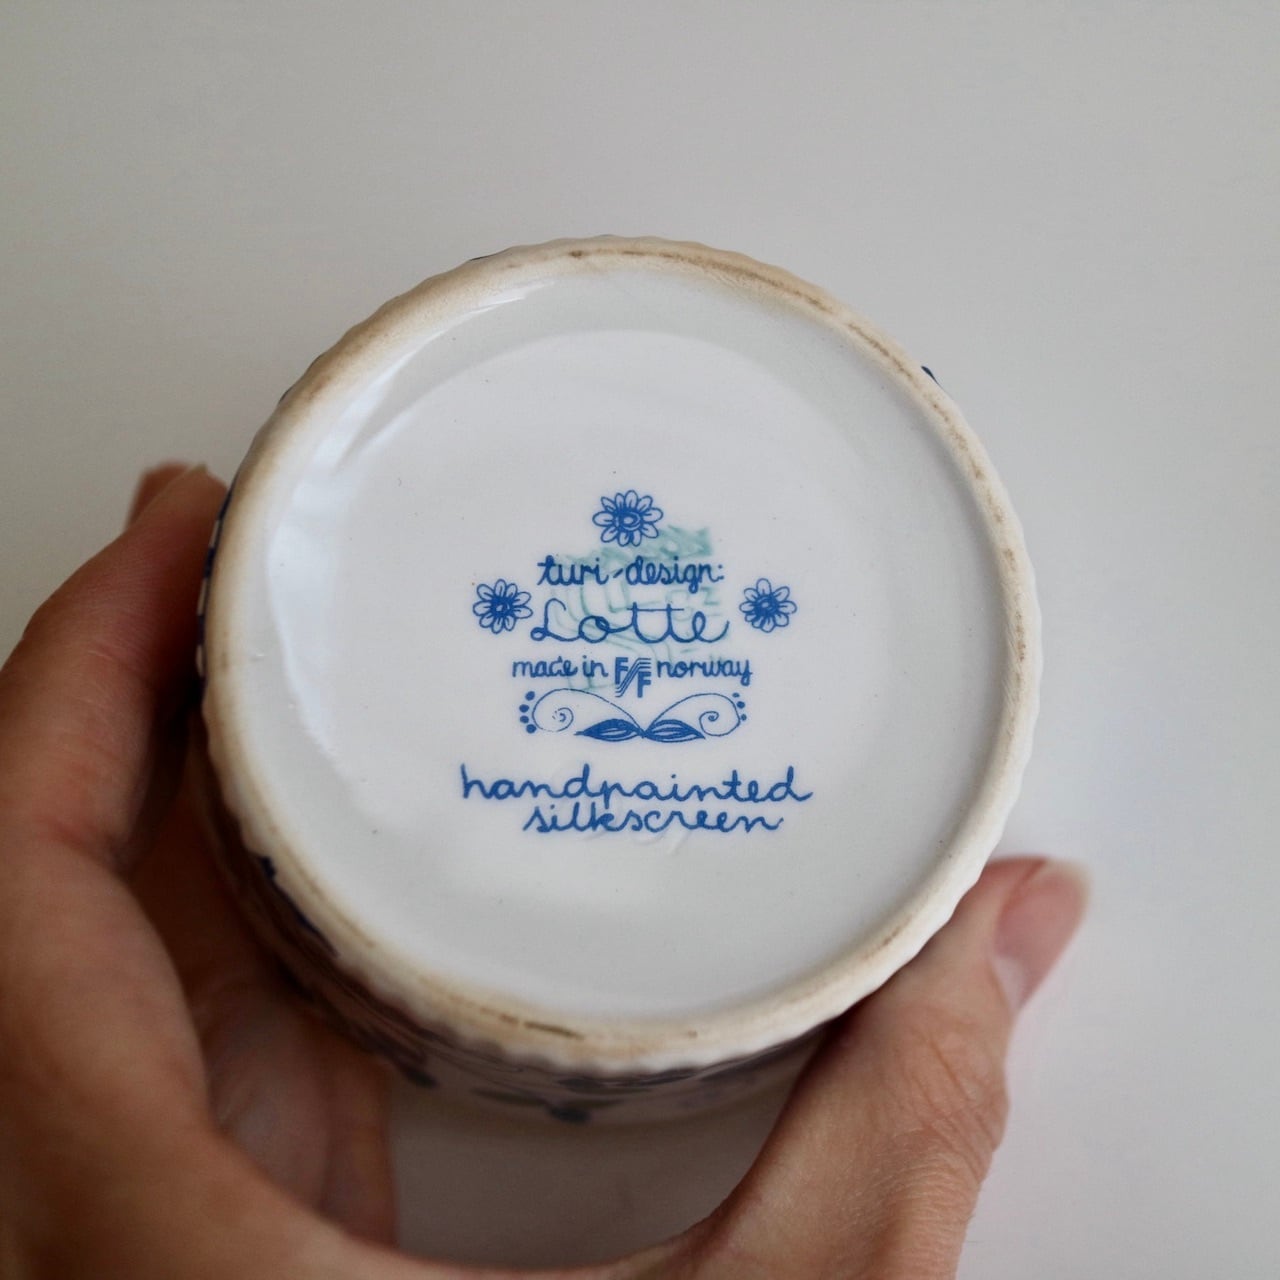 turi-design:
Lotte
made in F/F norway
handpainted
silkscreen